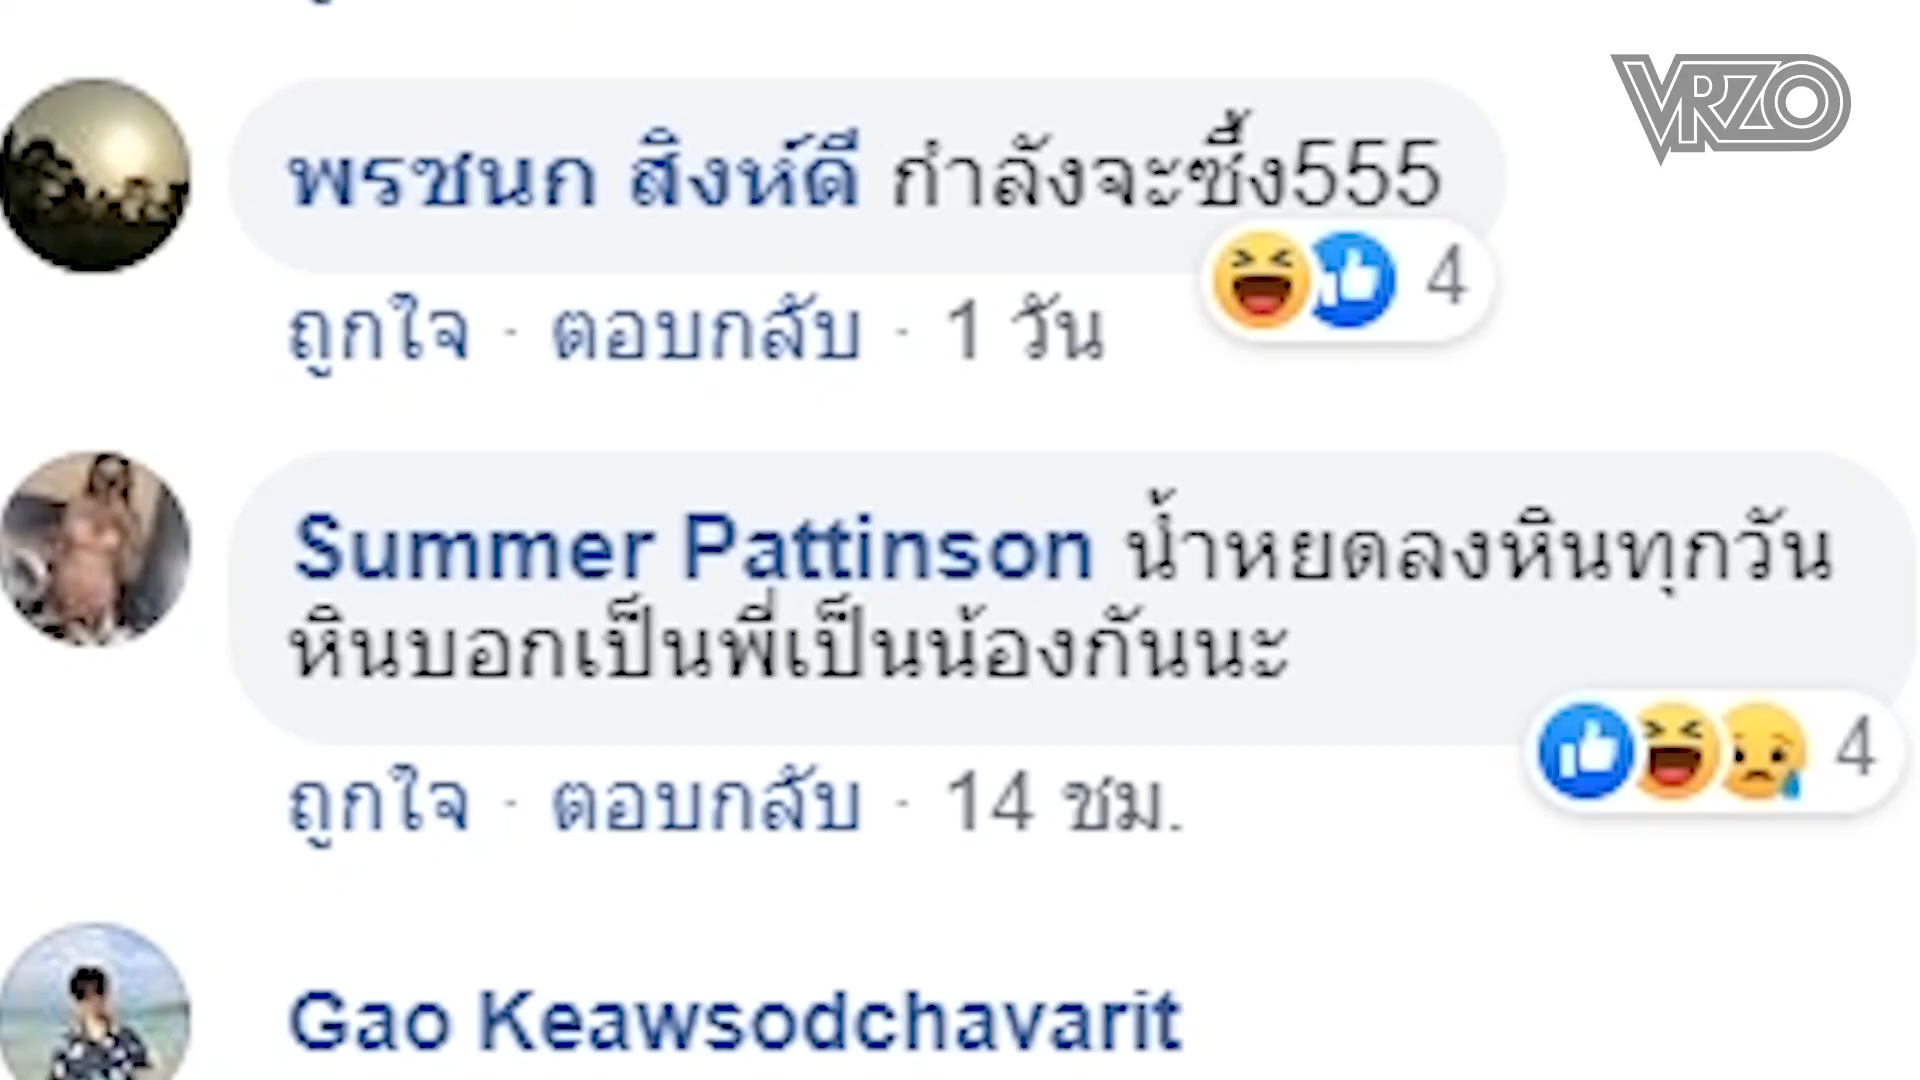 VRZO
พรชนก สิงห์ดี กำลังจะซึ้ง555
4
ถูกใจ · ตอบกลับ · 1 วัน
Summer Pattinson น้ำหยดลงหินทุกวัน
หินบอกเป็นพี่เป็นน้องกันนะ
4
ถูกใจ · ตอบกลับ · 14 ชม.
Gao Keawsodchavarit